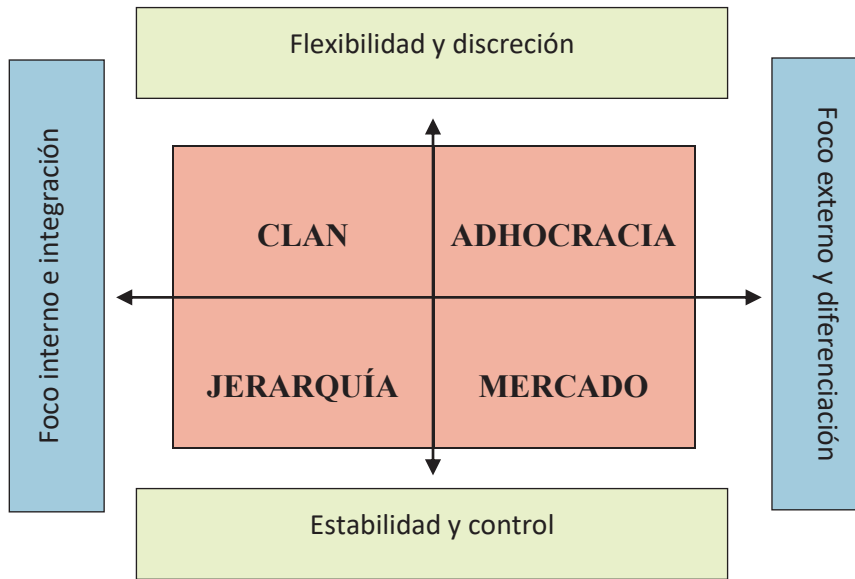 Flexibilidad y discreción
Foco interno e integración
CLAN
ADHOCRACIA
Foco externo y diferenciación
JERARQUÍA
MERCADO
Estabilidad y control